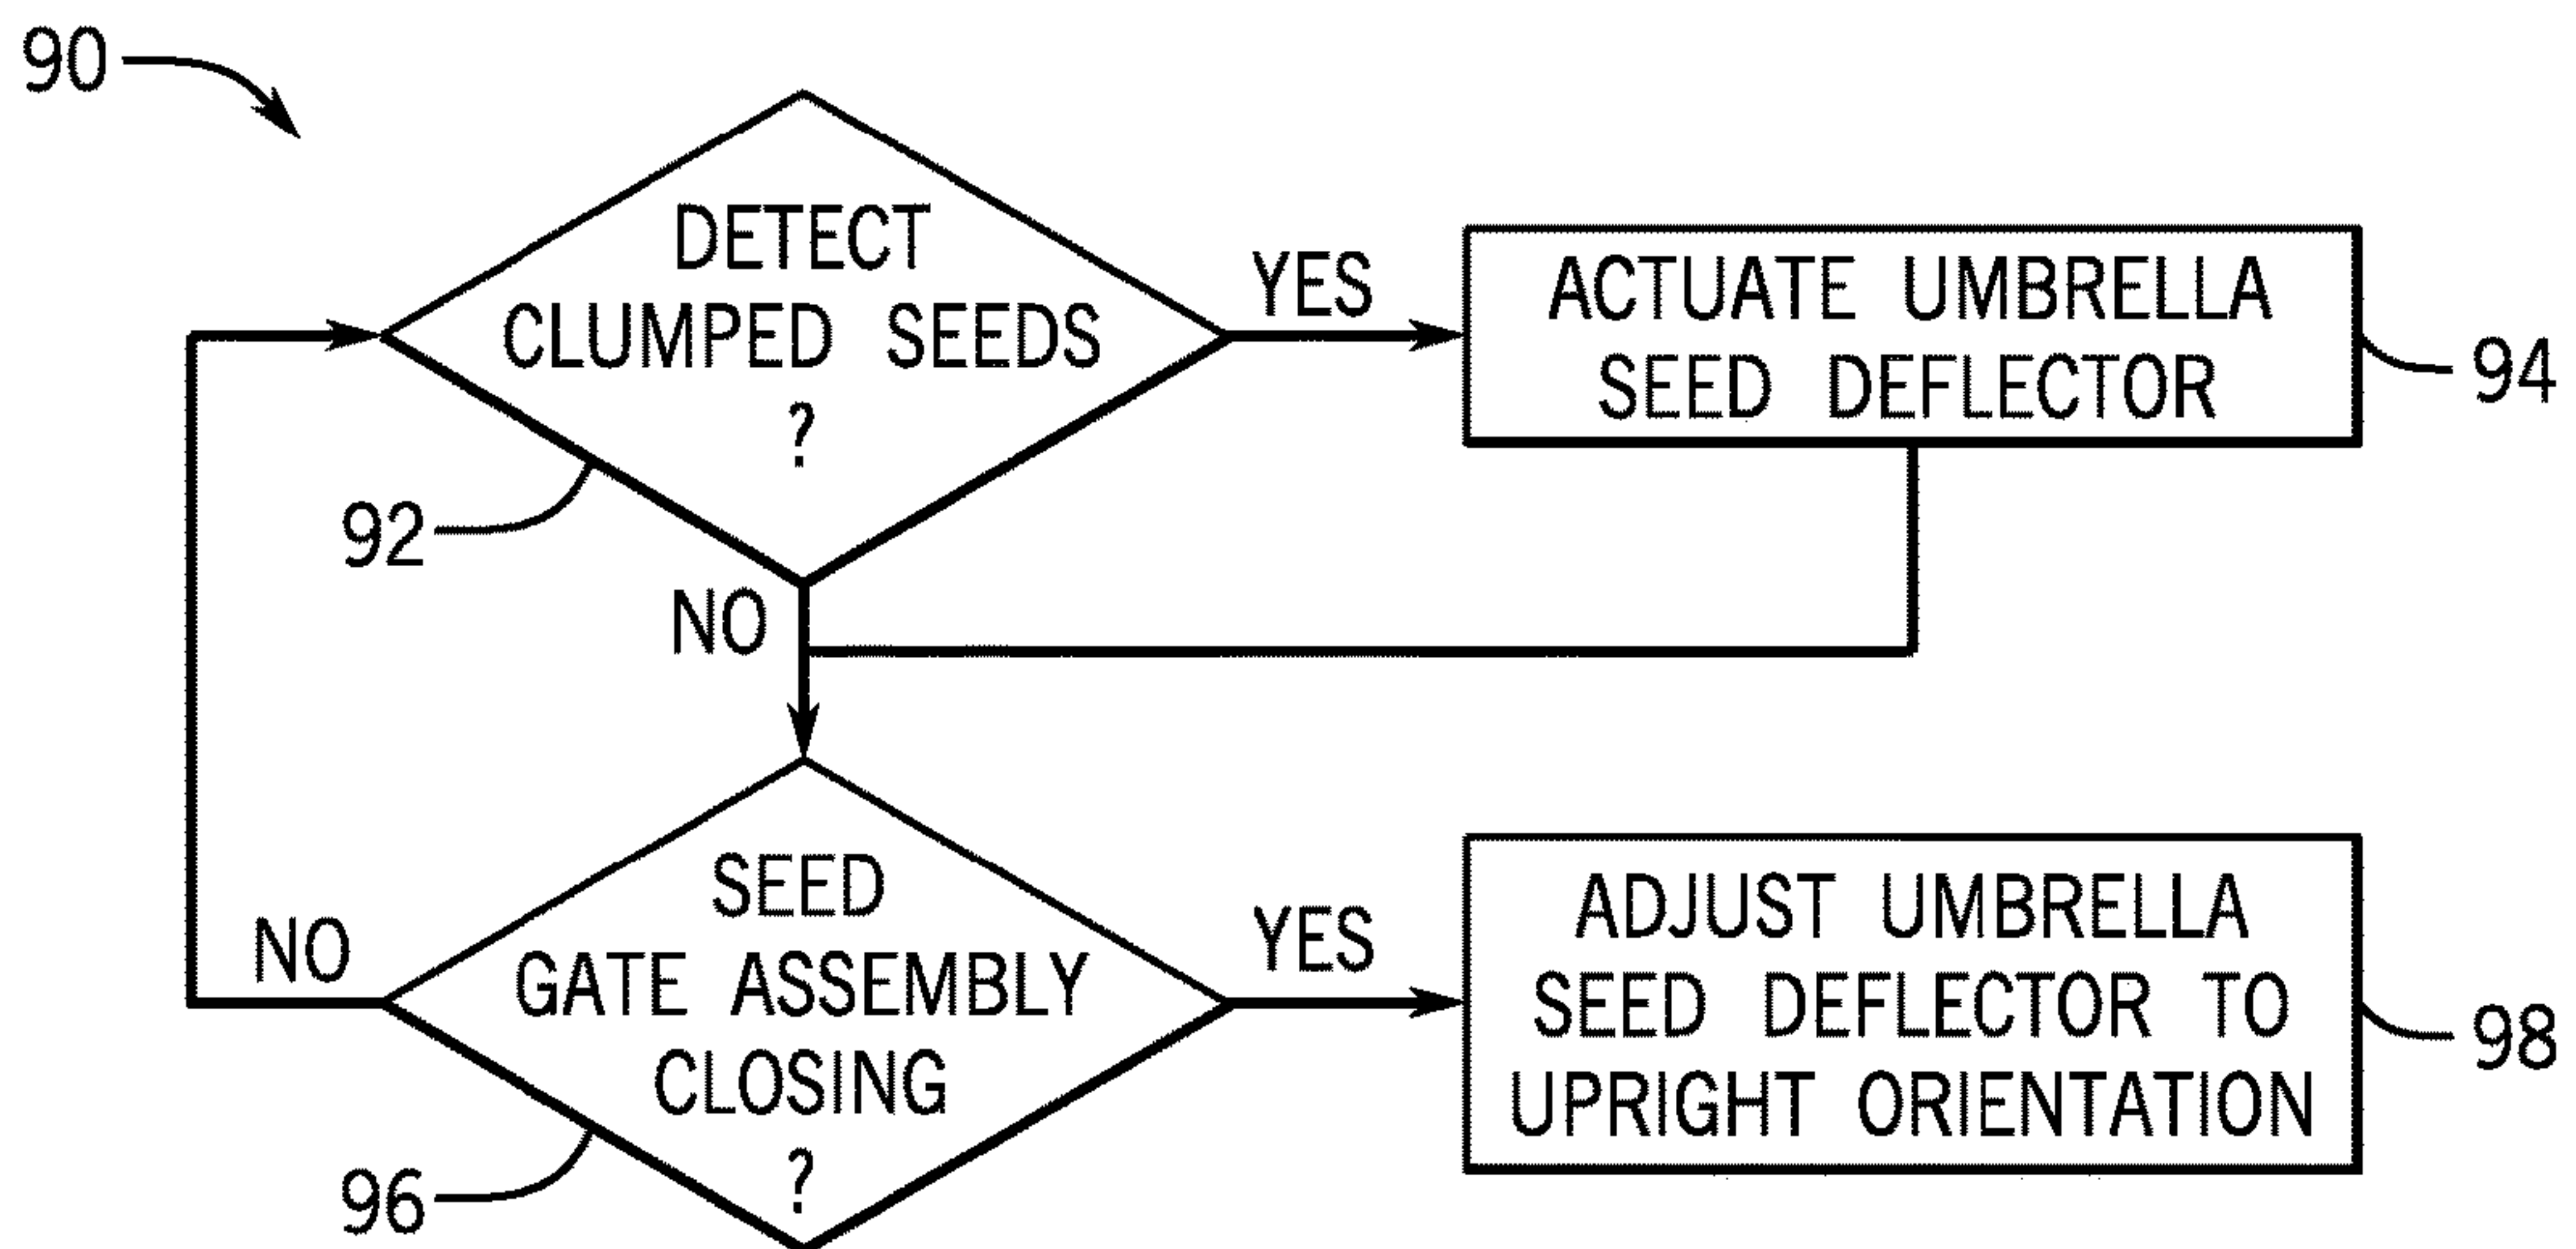 90
DETECT
CLUMPED SEEDS
?
92
YES
ACTUATE UMBRELLA
SEED DEFLECTOR
94
NO
SEED
GATE ASSEMBLY
CLOSING
?
96
NO
YES
ADJUST UMBRELLA
SEED DEFLECTOR TO
UPRIGHT ORIENTATION
98